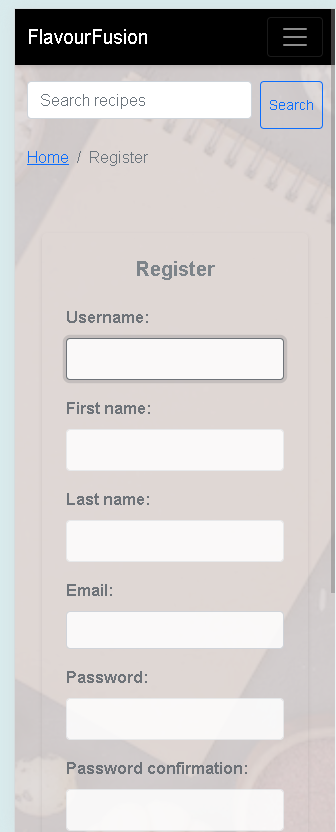 FlavourFusion
Search recipes
Search
Home / Register
Register
Username:
First name:
Last name:
Email:
Password:
Password confirmation: